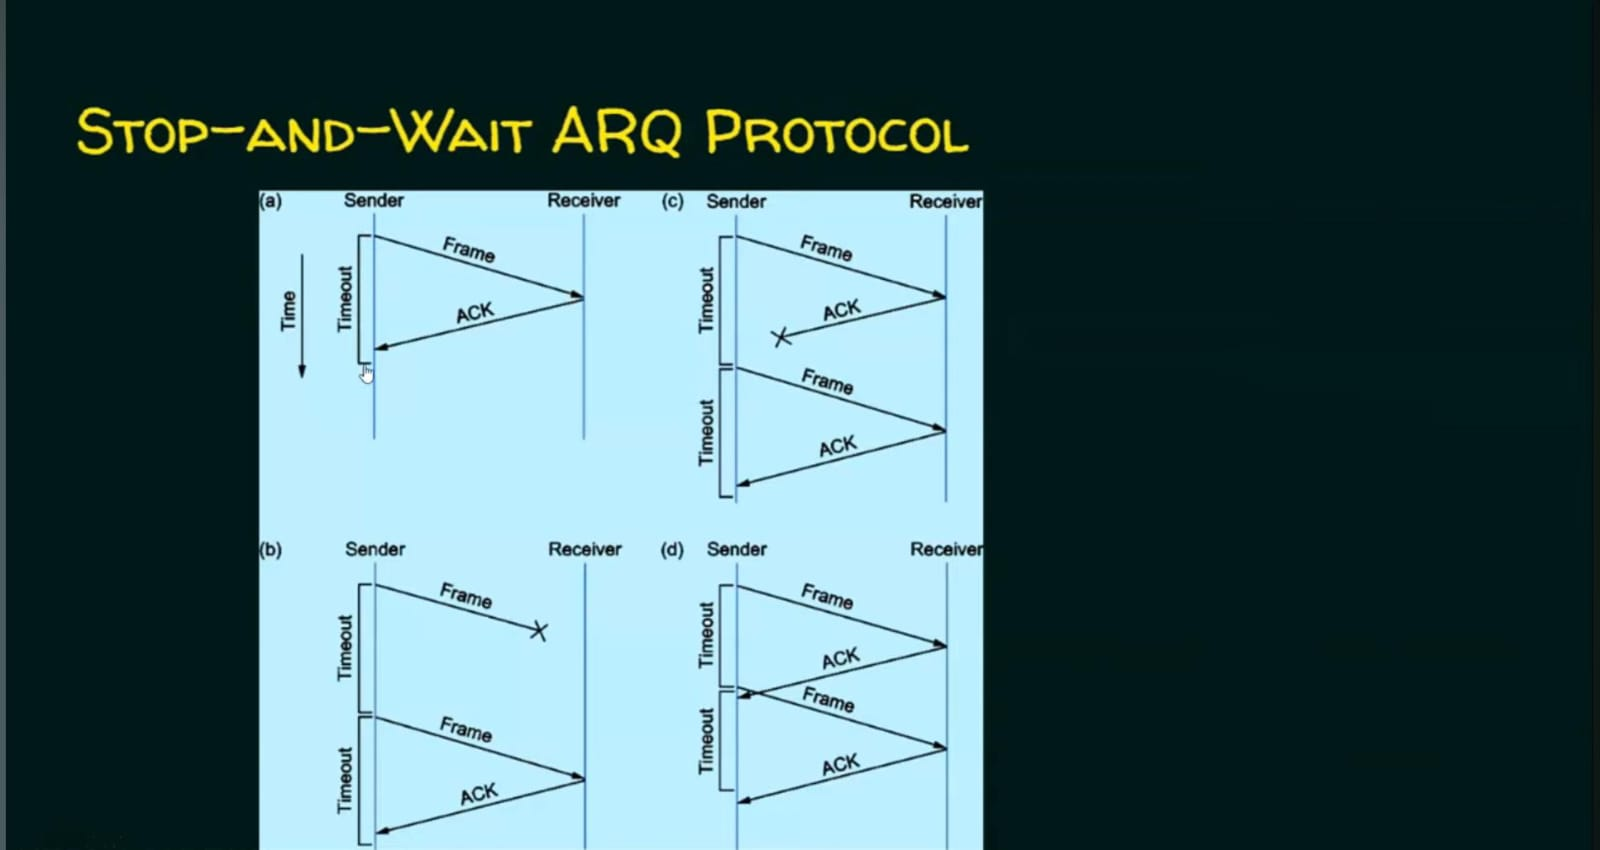 STOP-AND-WAIT ARQ PROTOCOL
(a) Sender Receiver
Time
Timeout
Frame
ACK
(c) Sender Receiver
Timeout
Frame
ACK
Timeout
Frame
ACK
(b) Sender Receiver
Timeout
Frame
Timeout
Frame
ACK
(d) Sender Receiver
Timeout
Frame
ACK
Timeout
Frame
ACK